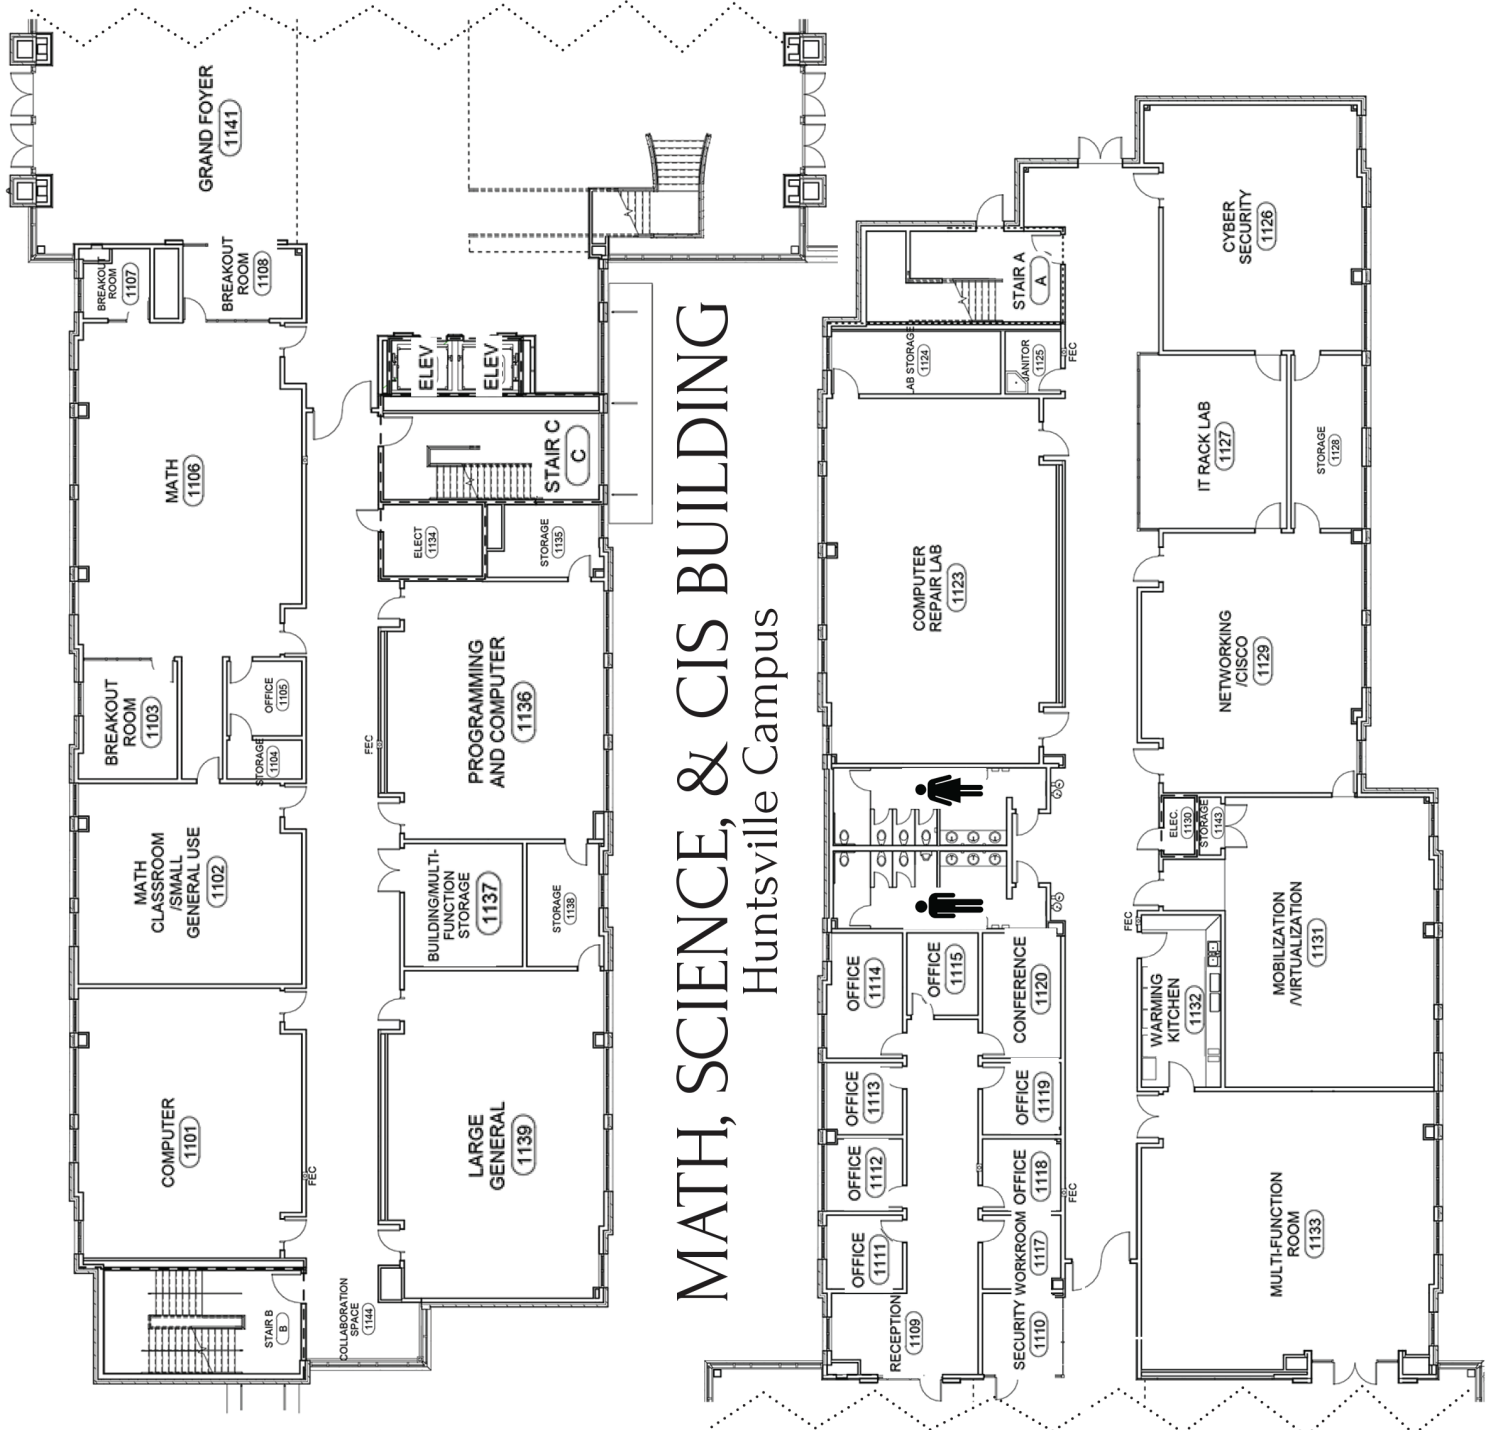 MATH, SCIENCE, & CIS BUILDING
Huntsville Campus
GRAND FOYER
1141
BREAKOUT
ROOM
1107
BREAKOUT
ROOM
1108
ELEV
ELEV
STAIR C
C
MATH
1106
ELECT
1134
STORAGE
1135
BREAKOUT
ROOM
1103
OFFICE
1105
STORAGE
1104
FEC
PROGRAMMING
AND COMPUTER
1136
MATH
CLASSROOM
/SMALL
GENERAL USE
1102
BUILDING/MULTI-
FUNCTION
STORAGE
1137
STORAGE
1138
COMPUTER
1101
FEC
LARGE
GENERAL
1139
STAIR B
B
COLLABORATION
SPACE
1144
CYBER
SECURITY
1126
STAIR A
A
LAB STORAGE
1124
JANITOR
1125
FEC
IT RACK LAB
1127
STORAGE
1128
COMPUTER
REPAIR LAB
1123
NETWORKING
/CISCO
1129
ELEC.
1130
STORAGE
1143
FEC
MOBILIZATION
/VIRTUALIZATION
1131
WARMING
KITCHEN
1132
OFFICE
1114
OFFICE
1115
CONFERENCE
1120
OFFICE
1113
OFFICE
1119
OFFICE
1112
OFFICE
1118
FEC
OFFICE
1111
WORKROOM
1117
RECEPTION
1109
SECURITY
1110
MULTI-FUNCTION
ROOM
1133